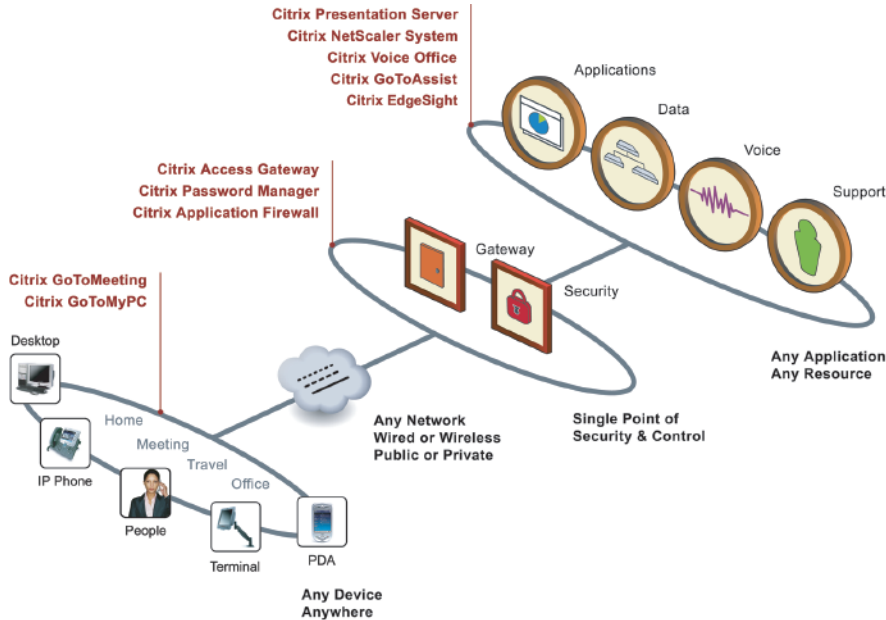 Citrix Presentation Server
Citrix NetScaler System
Citrix Voice Office
Citrix GoToAssist
Citrix EdgeSight
Applications
Data
Voice
Support
Citrix Access Gateway
Citrix Password Manager
Citrix Application Firewall
Gateway
Security
Citrix GoToMeeting
Citrix GoToMyPC
Desktop
Any Application
Any Resource
Home
Meeting
Travel
Office
Any Network
Wired or Wireless
Public or Private
Single Point of
Security & Control
IP Phone
People
Terminal
PDA
Any Device
Anywhere